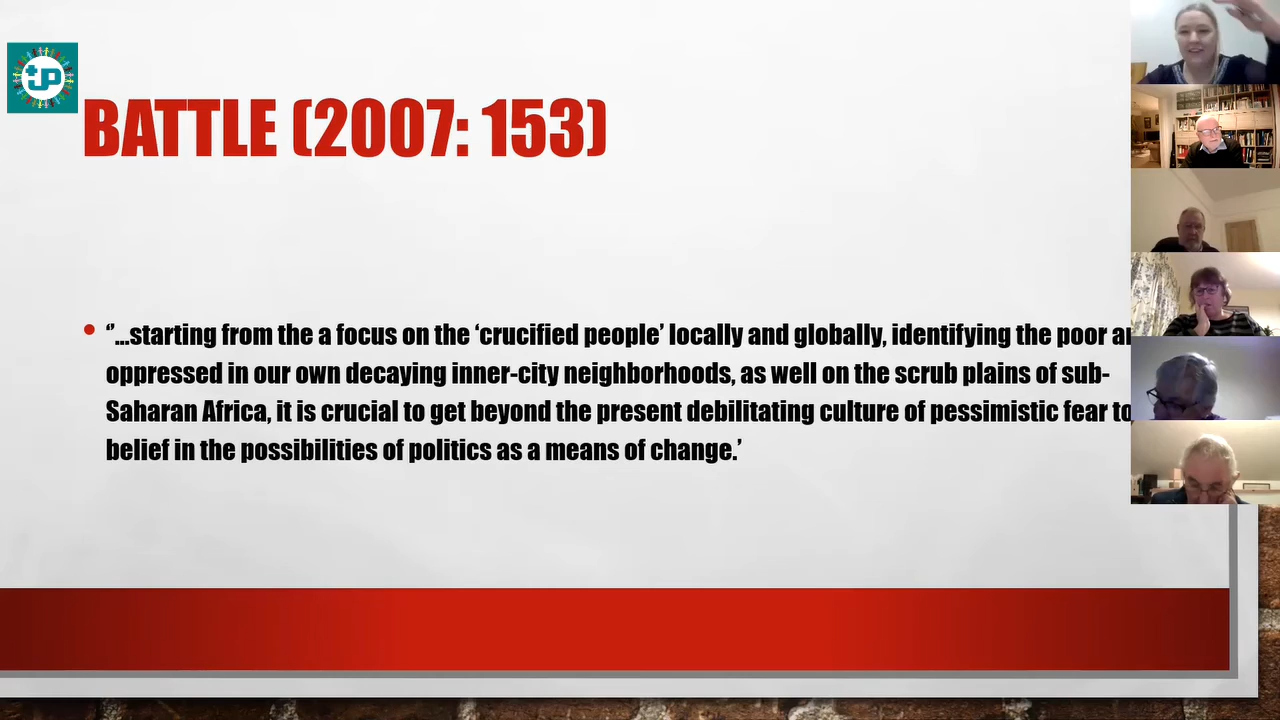 BATTLE (2007: 153)
• “…starting from the a focus on the ‘crucified people’ locally and globally, identifying the poor
oppressed in our own decaying inner-city neighborhoods, as well on the scrub plains of sub-
Saharan Africa, it is crucial to get beyond the present debilitating culture of pessimistic fear to
belief in the possibilities of politics as a means of change.’